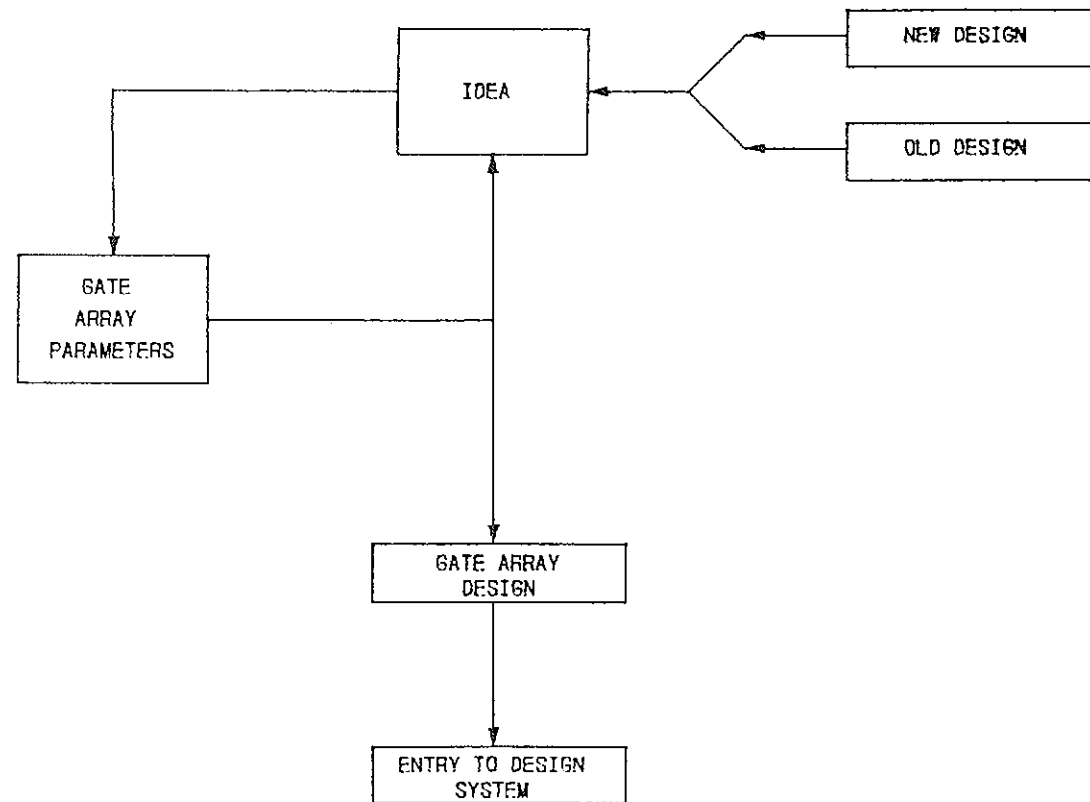 NEW DESIGN
IDEA
OLD DESIGN
GATE
ARRAY
PARAMETERS
GATE ARRAY
DESIGN
ENTRY TO DESIGN
SYSTEM